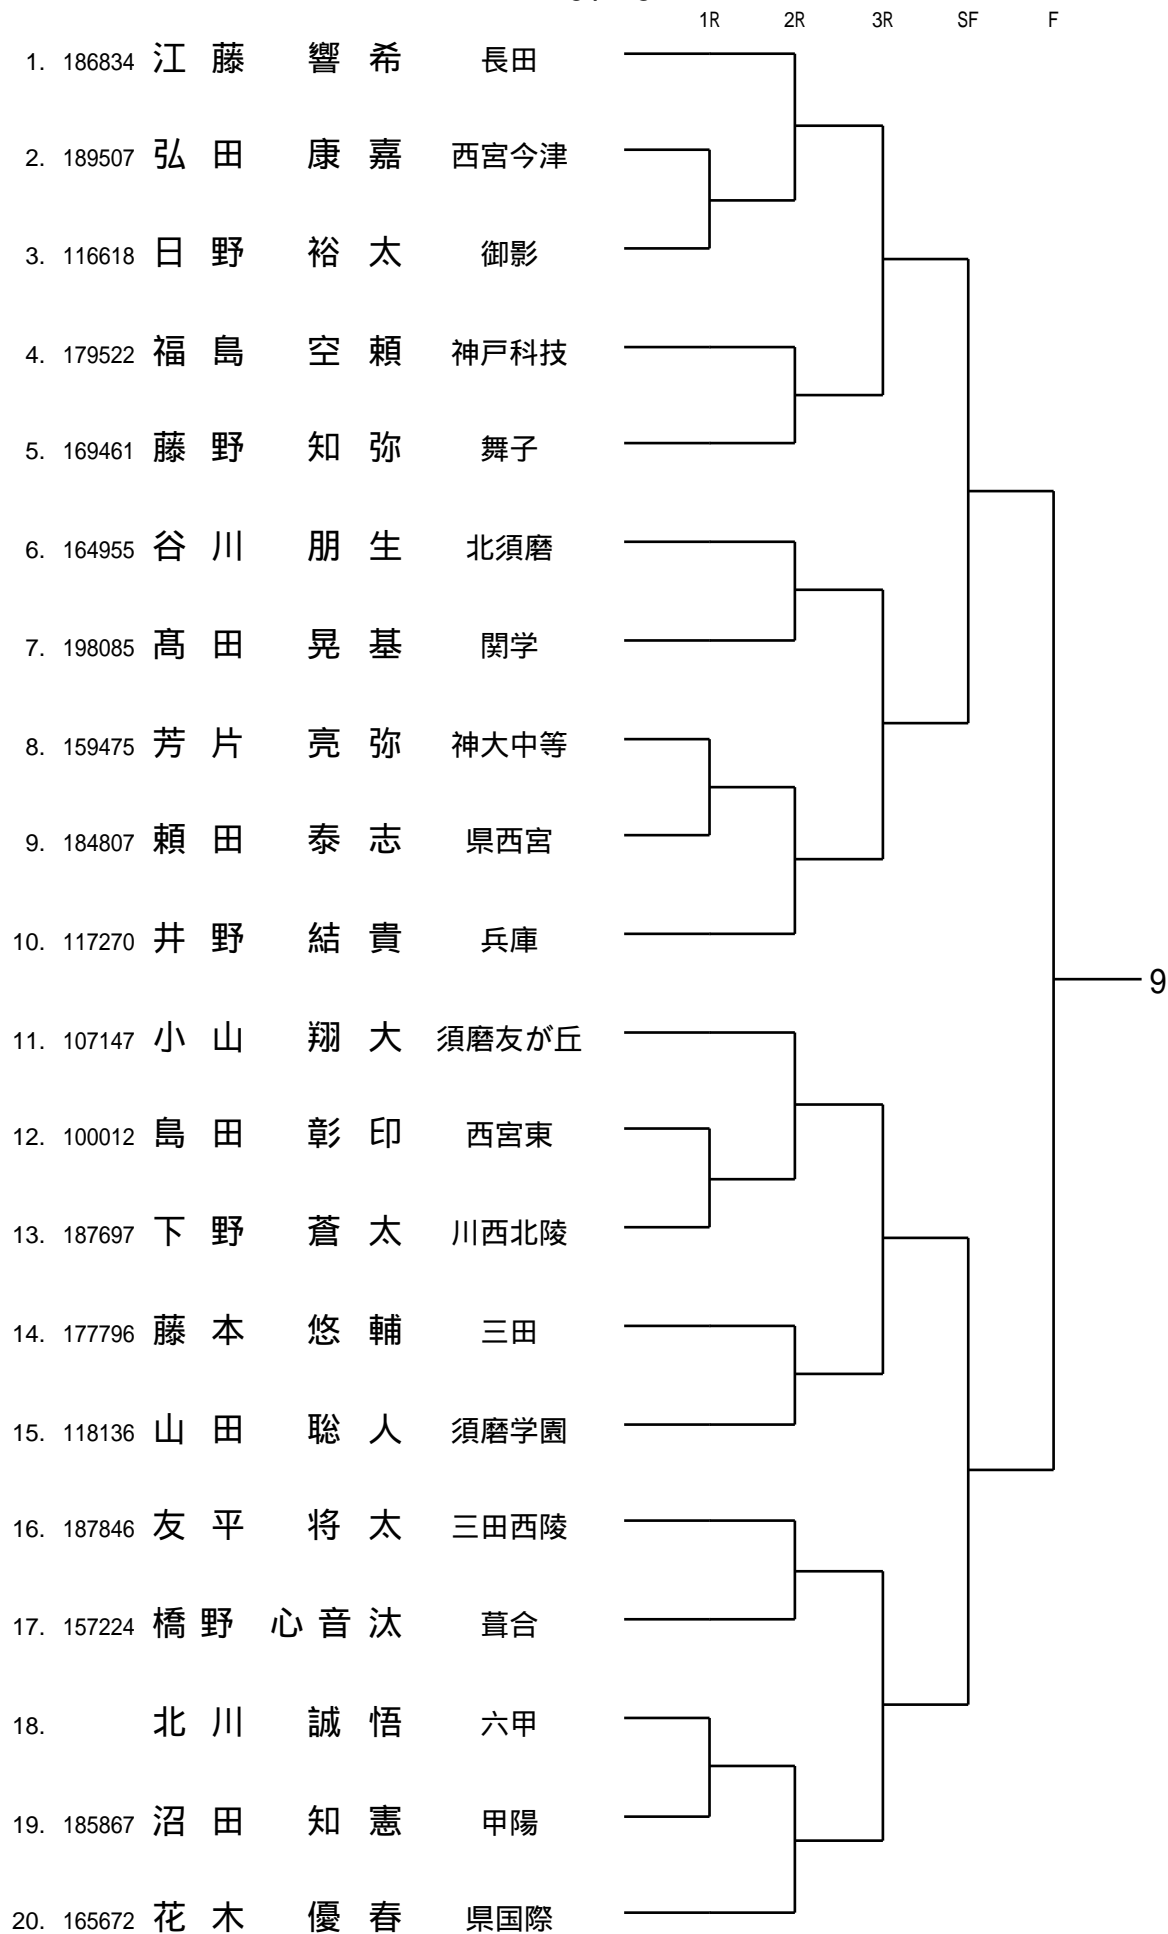 1R 2R 3R SF F
1. 186834 江藤 響希 長田
2. 189507 弘田 康嘉 西宮今津
3. 116618 日野 裕太 御影
4. 179522 福島 空頼 神戸科技
5. 169461 藤野 知弥 舞子
6. 164955 谷川 朋生 北須磨
7. 198085 髙田 晃基 関学
8. 159475 芳片 亮弥 神大中等
9. 184807 頼田 泰志 県西宮
10. 117270 井野 結貴 兵庫
9
11. 107147 小山 翔大 須磨友が丘
12. 100012 島田 彰印 西宮東
13. 187697 下野 蒼太 川西北陵
14. 177796 藤本 悠輔 三田
15. 118136 山田 聡人 須磨学園
16. 187846 友平 将太 三田西陵
17. 157224 橋野 心音汰 葺合
18. 北川 誠悟 六甲
19. 185867 沼田 知憲 甲陽
20. 165672 花木 優春 県国際